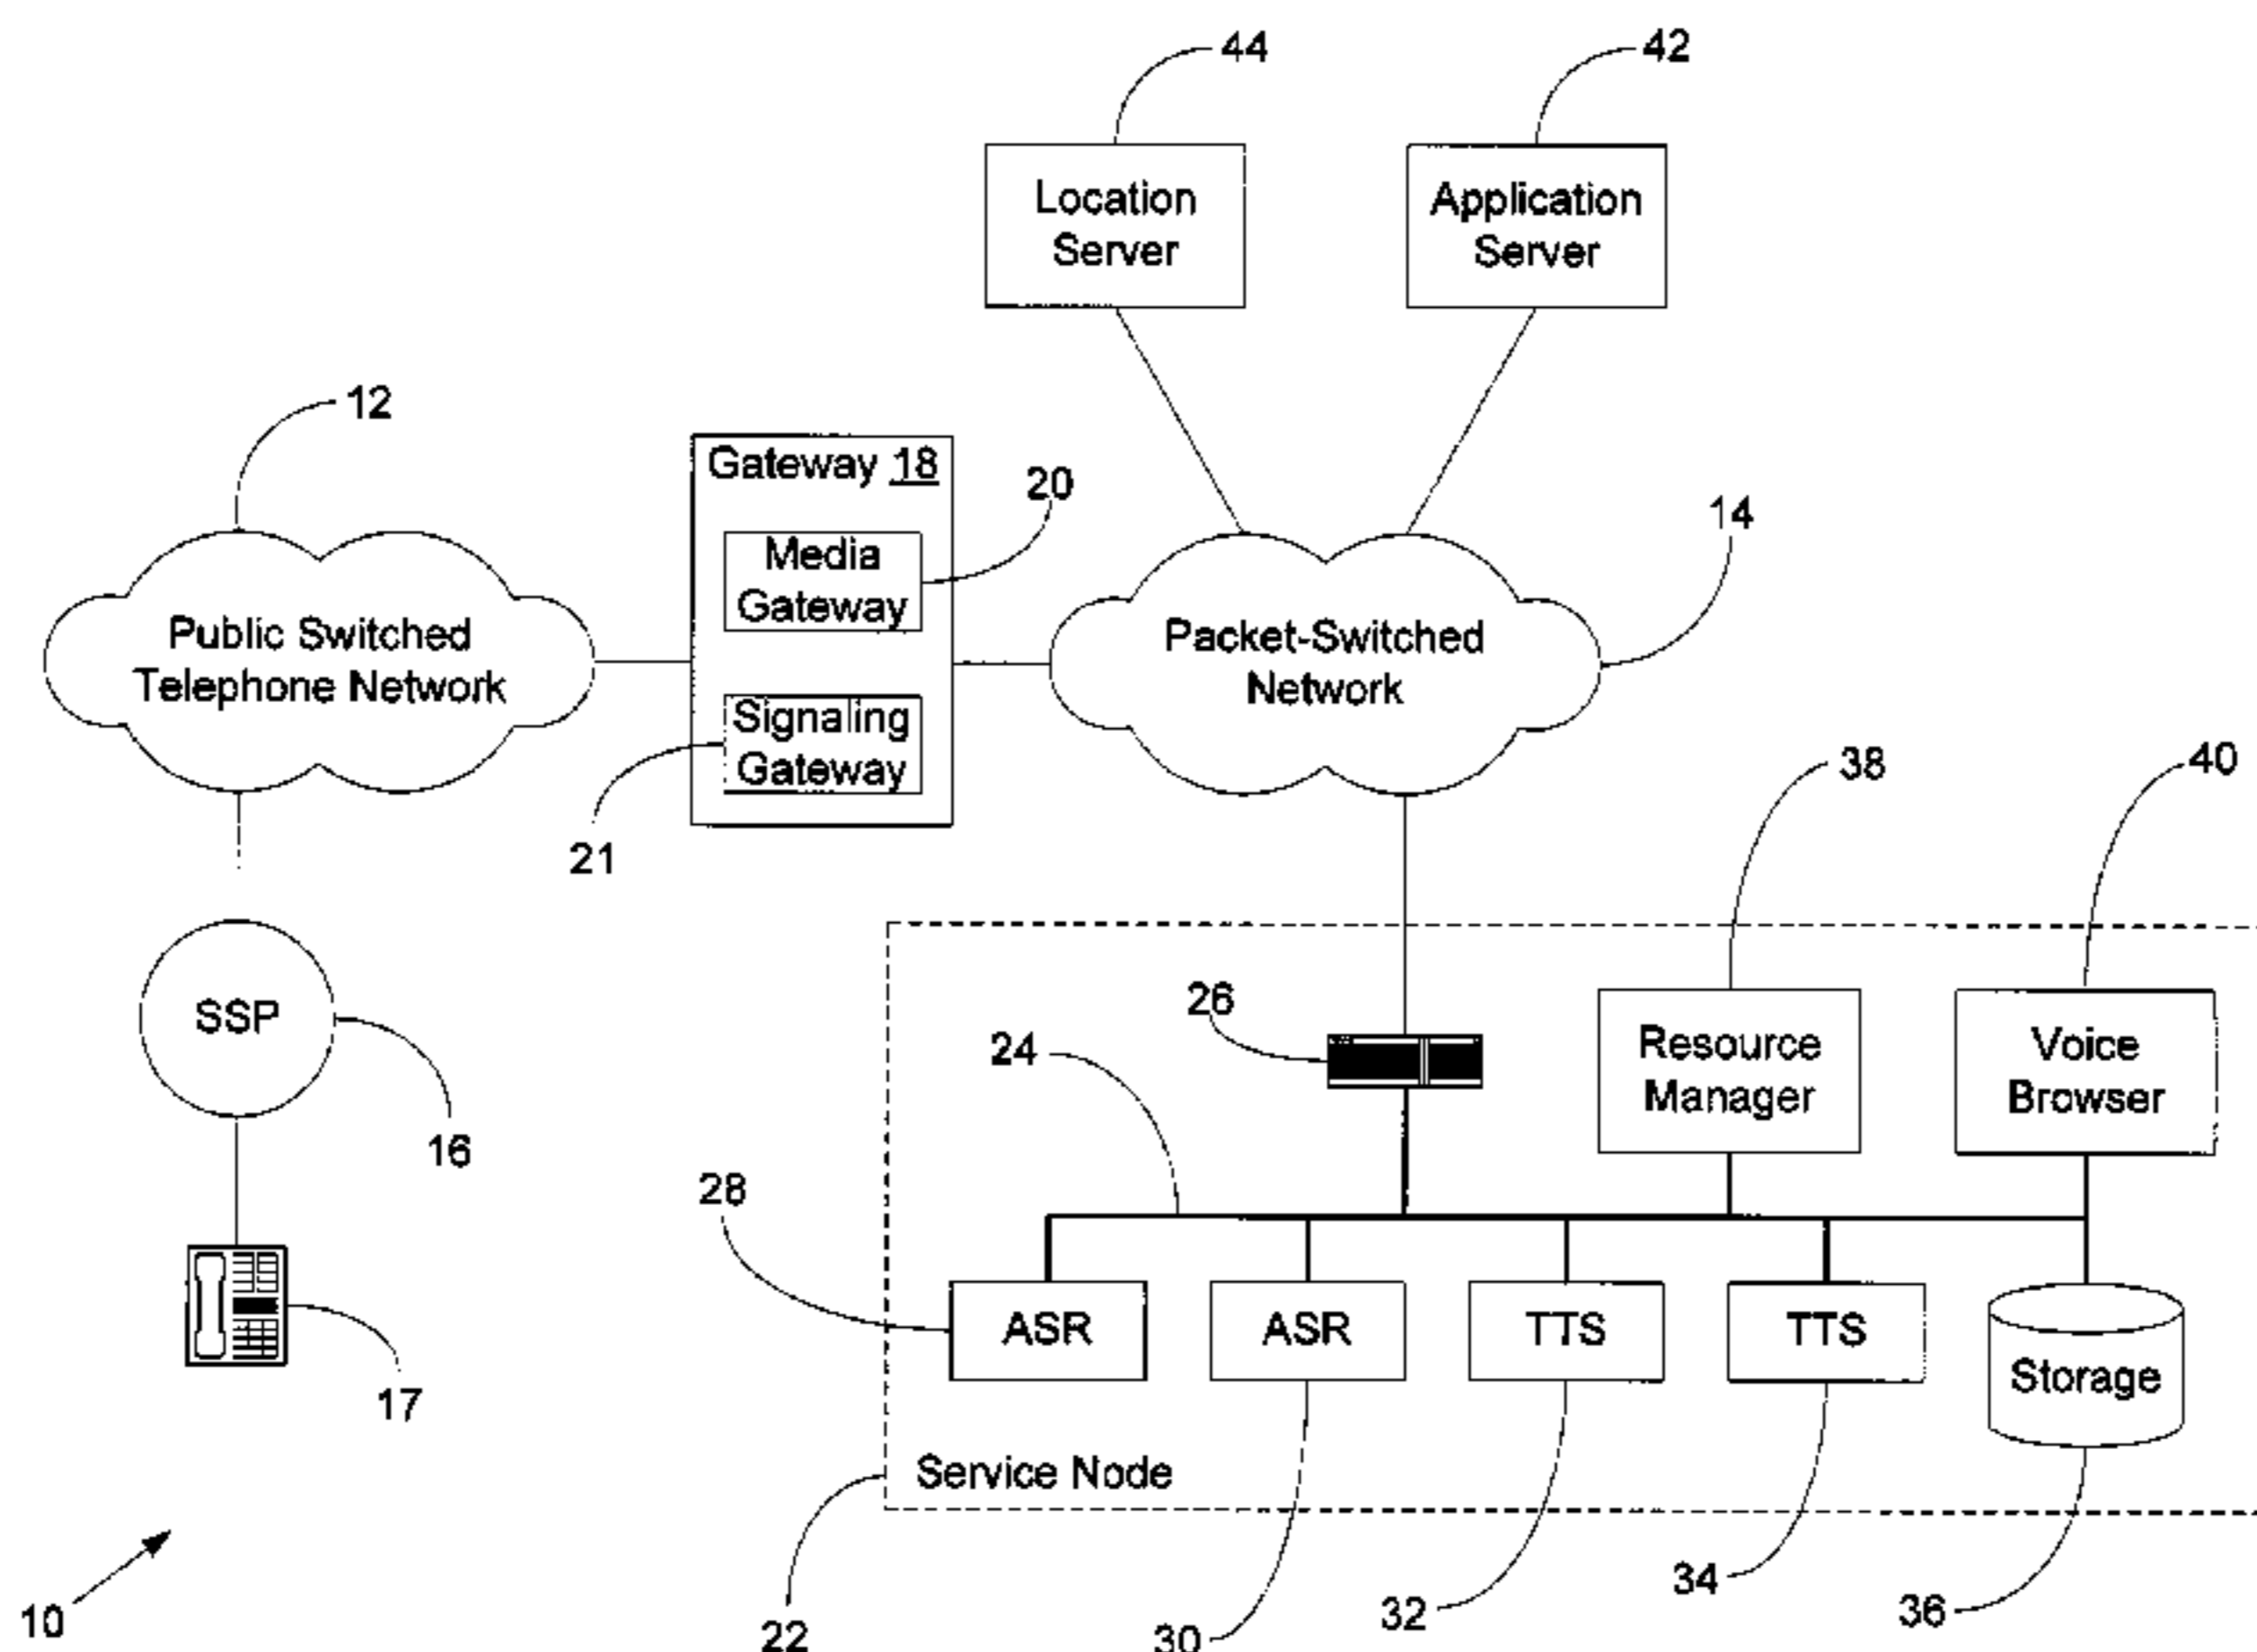 44
42
Location
Server
Application
Server
12
Gateway 18
20
14
Media
Gateway
Public Switched
Telephone Network
Packet-Switched
Network
Signaling
Gateway
38
40
21
26
SSP
24
Resource
Manager
Voice
Browser
16
28
ASR
ASR
TTS
TTS
Storage
17
Service Node
10
22
30
32
34
36